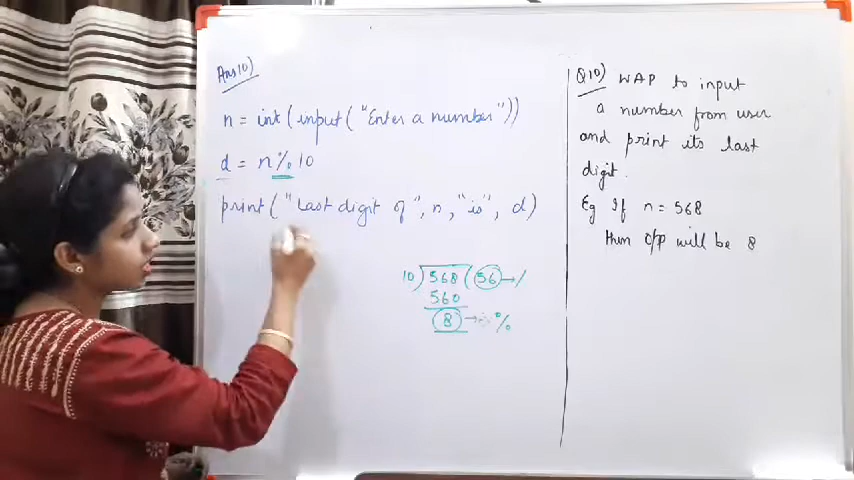 Ans10)
n = int(input("Enter a number"))
d = n%10
print("Last digit of", n, "is", d)
10)568(56→/
560
8→%
Q10) WAP to input
a number from user
and print its last
digit.
Eg If n = 568
then o/p will be 8